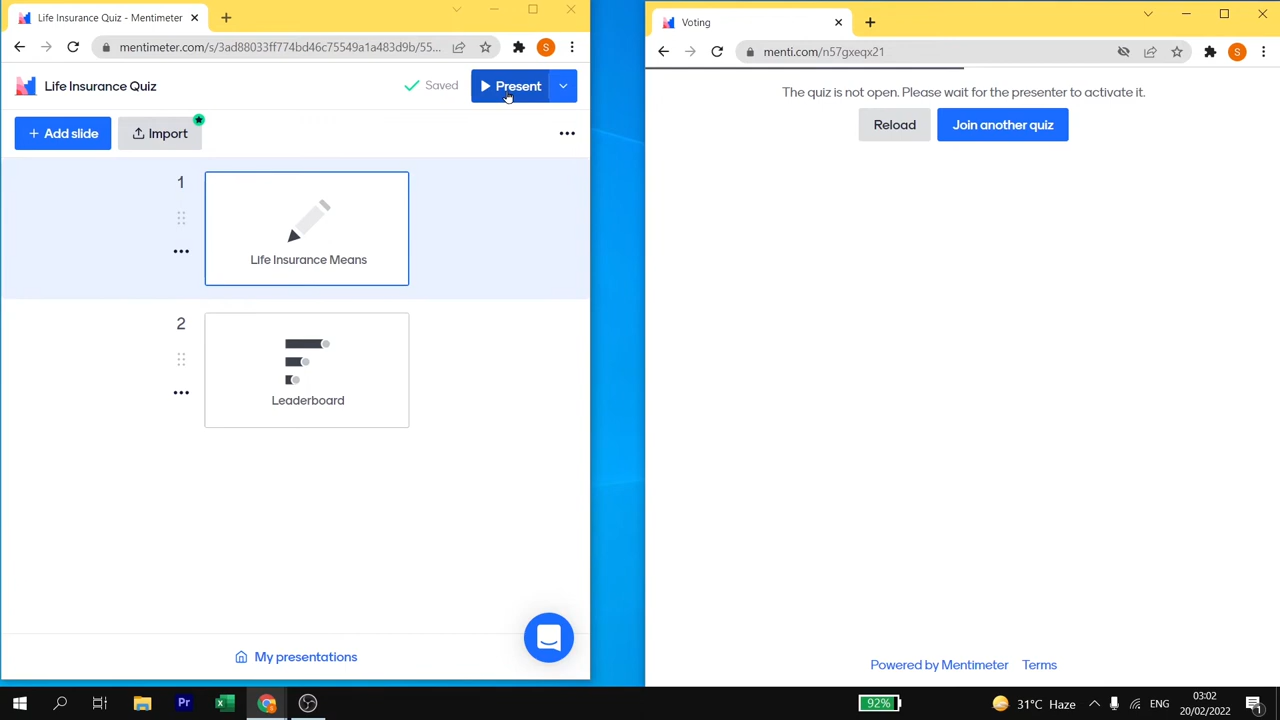 Life Insurance Quiz - Mentimeter
mentimeter.com/s/3ad88033ff774bd46c75549a1a483d9b/55...
S
Life Insurance Quiz
Saved
Present
+ Add slide
Import
1
Life Insurance Means
2
Leaderboard
My presentations
Voting
menti.com/n57gxeqx21
S
The quiz is not open. Please wait for the presenter to activate it.
Reload
Join another quiz
Powered by Mentimeter
Terms
Pr
92%
31°C Haze
ENG
03:02
20/02/2022
1